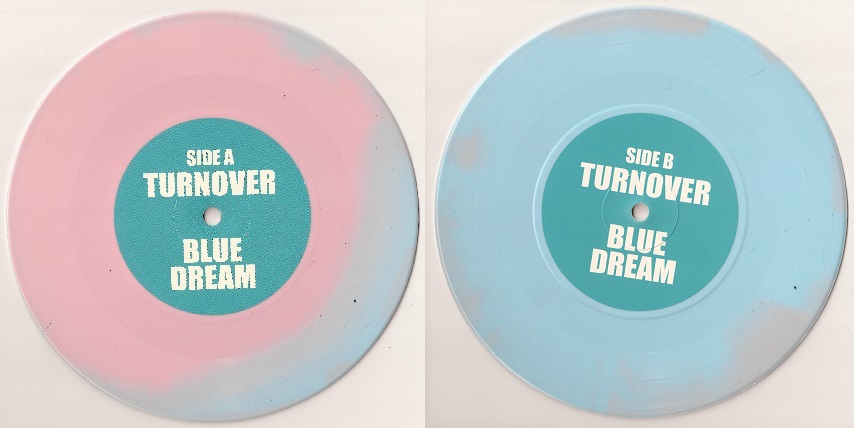 SIDE A
TURNOVER
BLUE
DREAM
SIDE B
TURNOVER
BLUE
DREAM